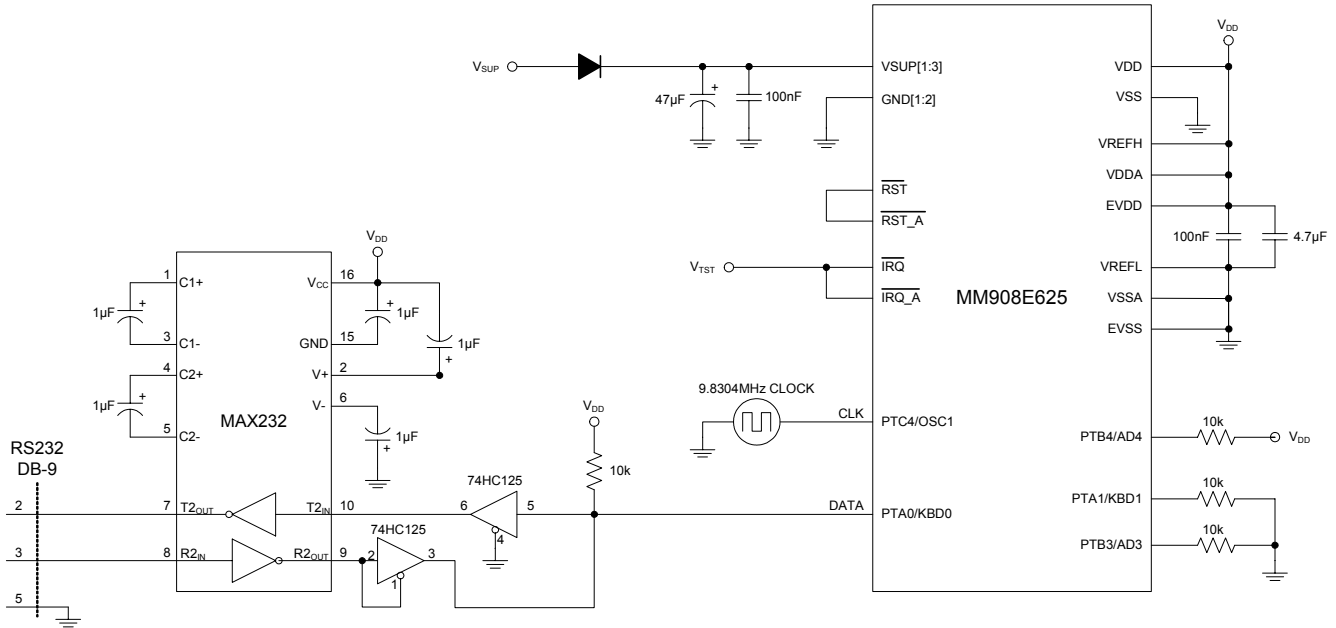 V_DD
V_SUP
47µF
+
100nF
VSUP[1:3]
GND[1:2]
VDD
VSS
VREFH
VDDA
EVDD
RST
RST_A
100nF
4.7µF
V_TST
IRQ
IRQ_A
MM908E625
VREFL
VSSA
EVSS
V_DD
1
C1+
V_CC
16
+
1µF
+
1µF
3
C1-
GND
15
1µF
+
4
C2+
V+
2
+
1µF
MAX232
V-
6
5
C2-
1µF
+
9.8304MHz CLOCK
CLK
PTC4/OSC1
PTB4/AD4
10k
V_DD
RS232
DB-9
V_DD
10k
74HC125
2
7
T2OUT
T2IN
10
6
5
4
DATA
PTA0/KBD0
PTA1/KBD1
10k
74HC125
3
8
R2IN
R2OUT
9
2
3
1
PTB3/AD3
10k
5